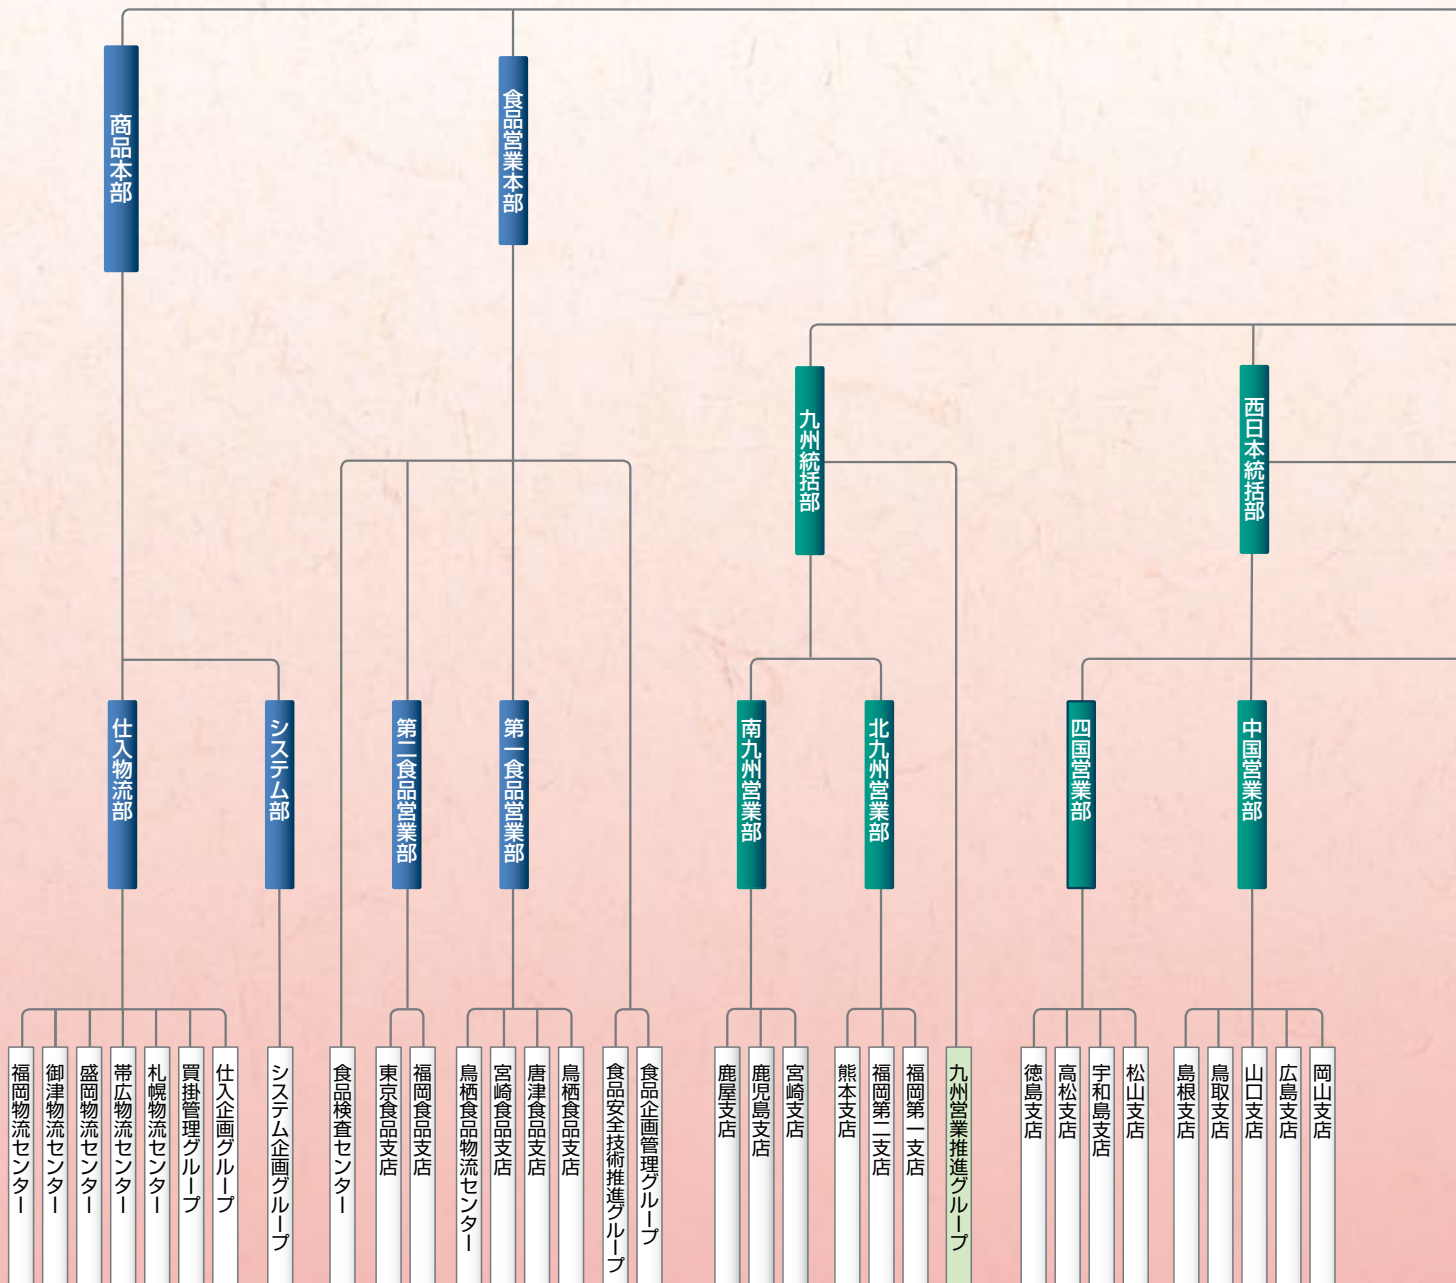 商品本部
食品営業本部
九州統括部
西日本統括部
仕入物流部
システム部
第二食品営業部
第一食品営業部
南九州営業部
北九州営業部
四国営業部
中国営業部
福岡物流センター
御津物流センター
盛岡物流センター
帯広物流センター
札幌物流センター
買掛管理グループ
仕入企画グループ
システム企画グループ
食品検査センター
東京食品支店
福岡食品支店
鳥栖食品物流センター
宮崎食品支店
唐津食品支店
鳥栖食品支店
食品安全技術推進グループ
食品企画管理グループ
鹿屋支店
鹿児島支店
宮崎支店
熊本支店
福岡第二支店
福岡第一支店
九州営業推進グループ
徳島支店
高松支店
宇和島支店
松山支店
島根支店
鳥取支店
山口支店
広島支店
岡山支店